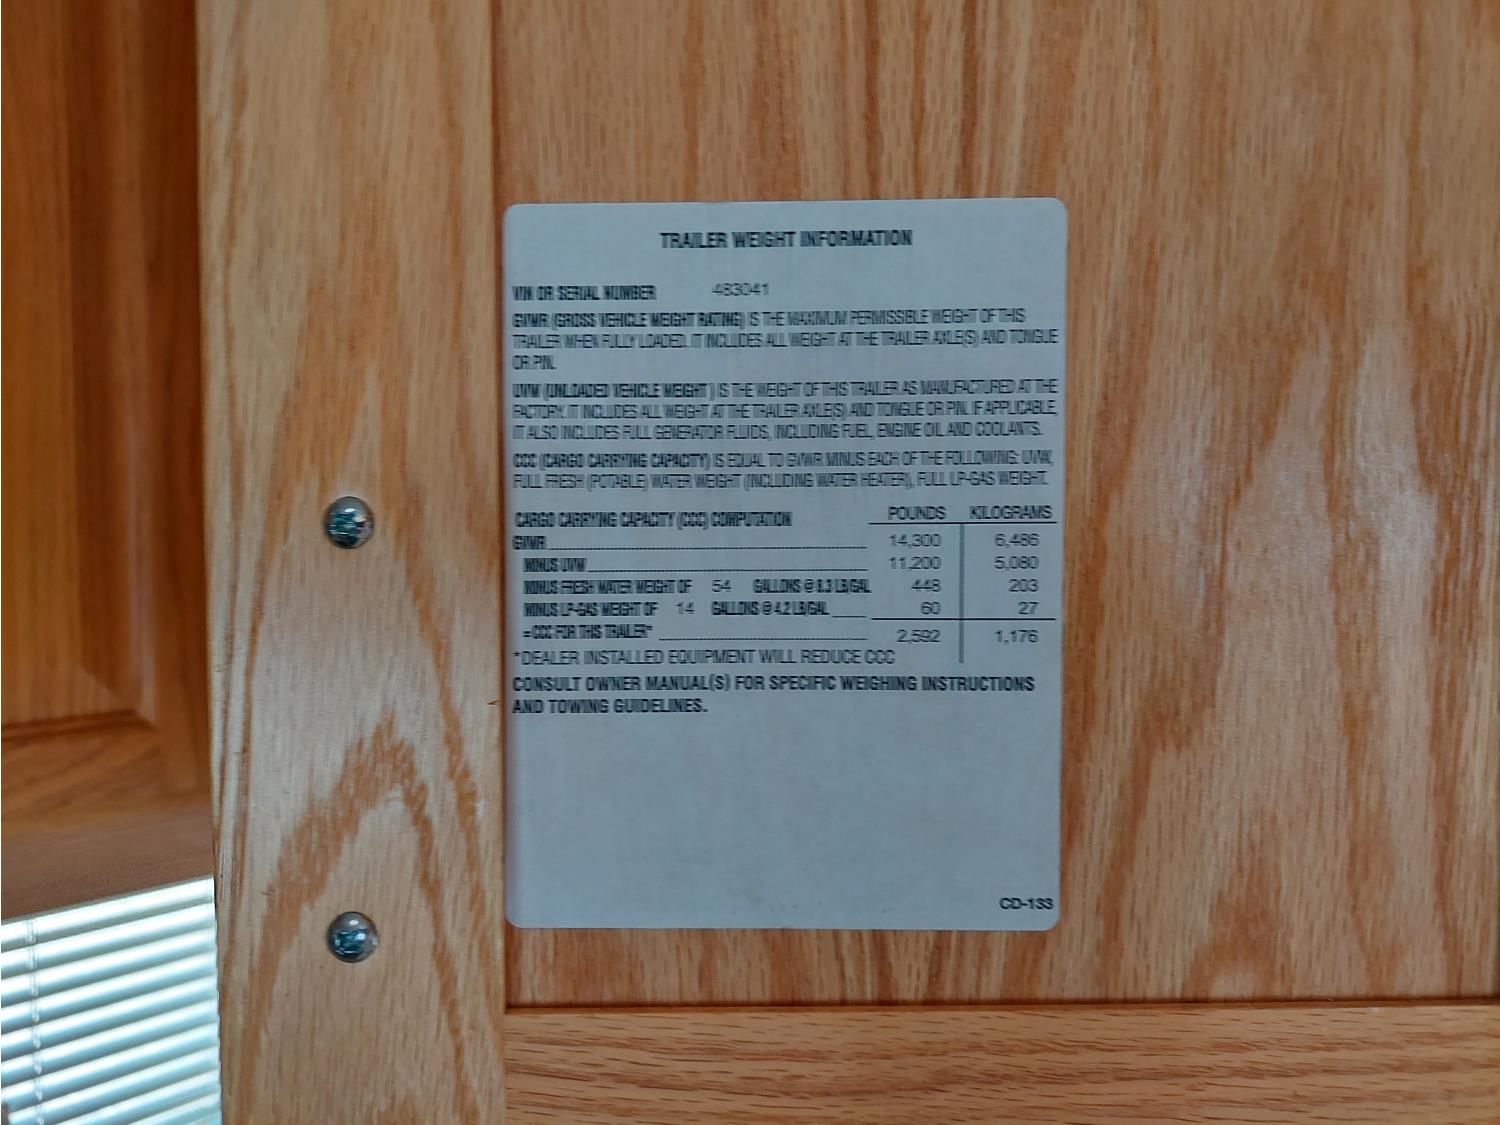 TRAILER WEIGHT INFORMATION
VIN OR SERIAL NUMBER 483041
GVWR (GROSS VEHICLE WEIGHT RATING) IS THE MAXIMUM PERMISSIBLE WEIGHT OF THIS
TRAILER WHEN FULLY LOADED. IT INCLUDES ALL WEIGHT AT THE TRAILER AXLE(S) AND TONGUE
OR PIN.
UVW (UNLOADED VEHICLE WEIGHT ) IS THE WEIGHT OF THIS TRAILER AS MANUFACTURED AT THE
FACTORY. IT INCLUDES ALL WEIGHT AT THE TRAILER AXLE(S) AND TONGUE OR PIN. IF APPLICABLE,
IT ALSO INCLUDES FULL GENERATOR FLUIDS, INCLUDING FUEL, ENGINE OIL AND COOLANTS.
CCC (CARGO CARRYING CAPACITY) IS EQUAL TO GVWR MINUS EACH OF THE FOLLOWING: UVW,
FULL FRESH (POTABLE) WATER WEIGHT (INCLUDING WATER HEATER), FULL LP-GAS WEIGHT.
CARGO CARRYING CAPACITY (CCC) COMPUTATION POUNDS KILOGRAMS
GVWR 14,300 6,486
MINUS UVW 11,200 5,080
MINUS FRESH WATER WEIGHT OF 54 GALLONS @ 8.3 LB/GAL 448 203
MINUS LP-GAS WEIGHT OF 14 GALLONS @ 4.2 LB/GAL 60 27
=CCC FOR THIS TRAILER* 2,592 1,176
*DEALER INSTALLED EQUIPMENT WILL REDUCE CCC
CONSULT OWNER MANUAL(S) FOR SPECIFIC WEIGHING INSTRUCTIONS
AND TOWING GUIDELINES.
CD-133